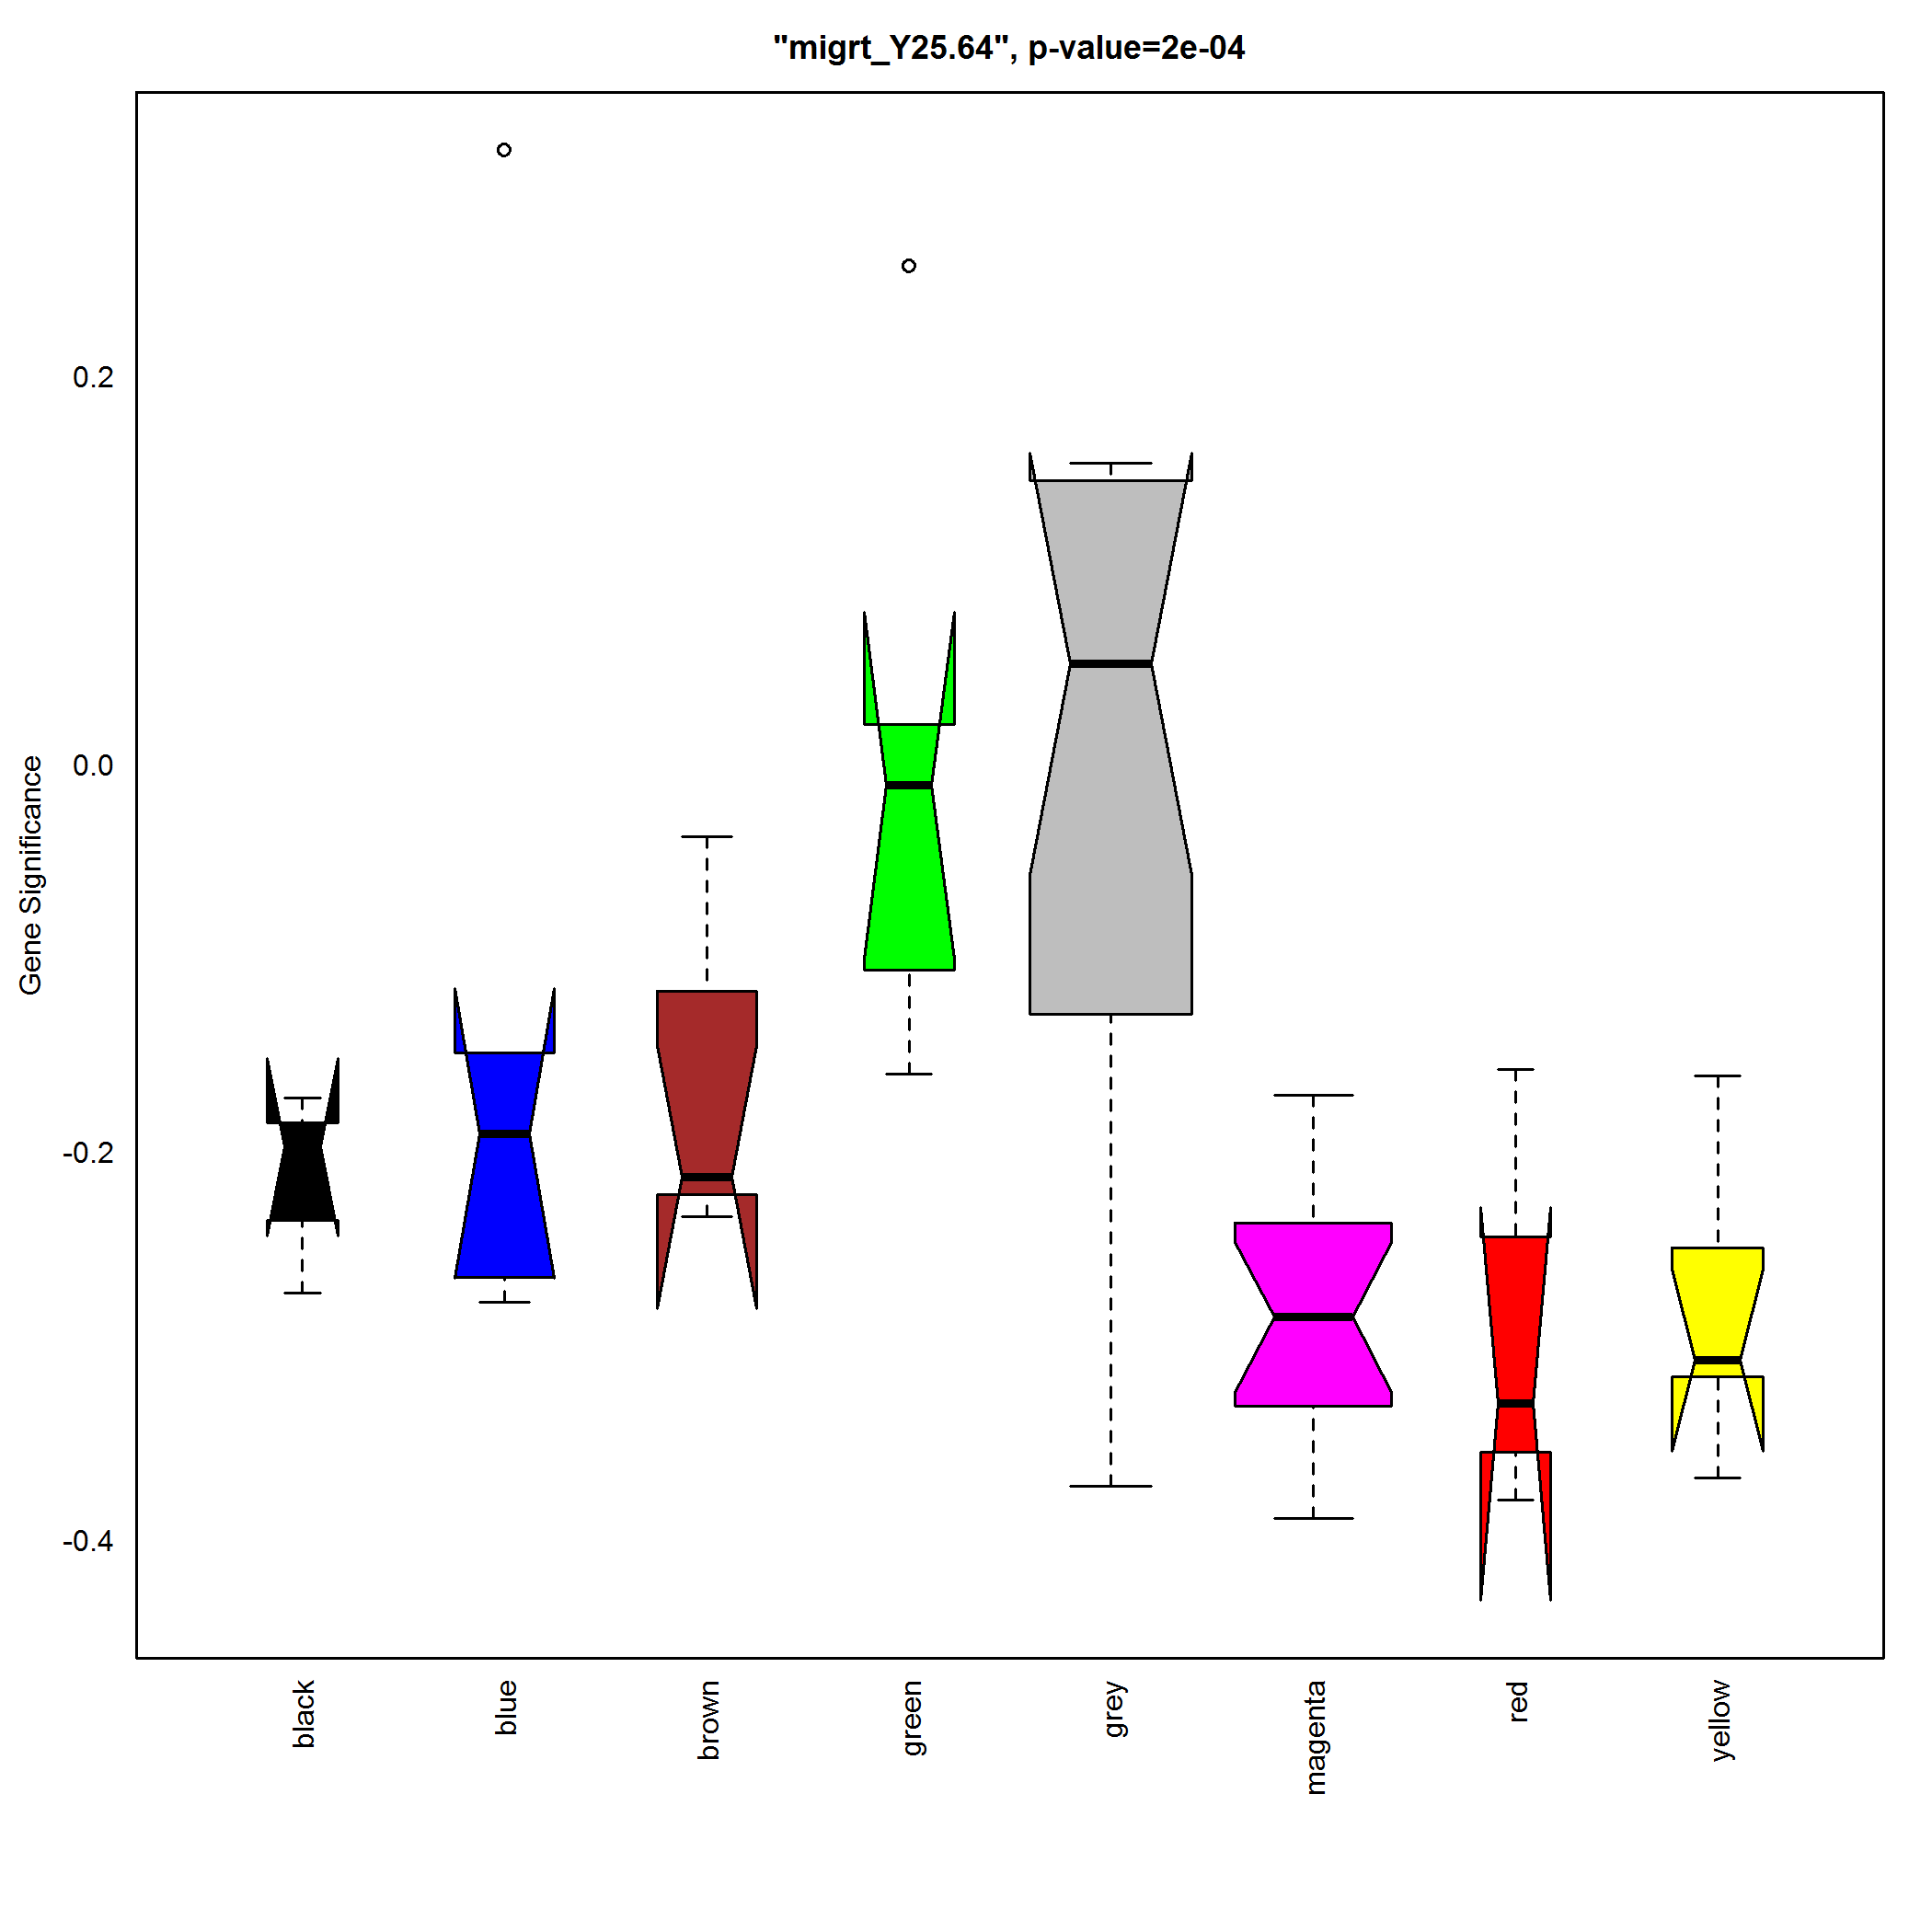 "migrt_Y25.64", p-value=2e-04
Gene Significance
0.2
0.0
-0.2
-0.4
black
blue
brown
green
grey
magenta
red
yellow